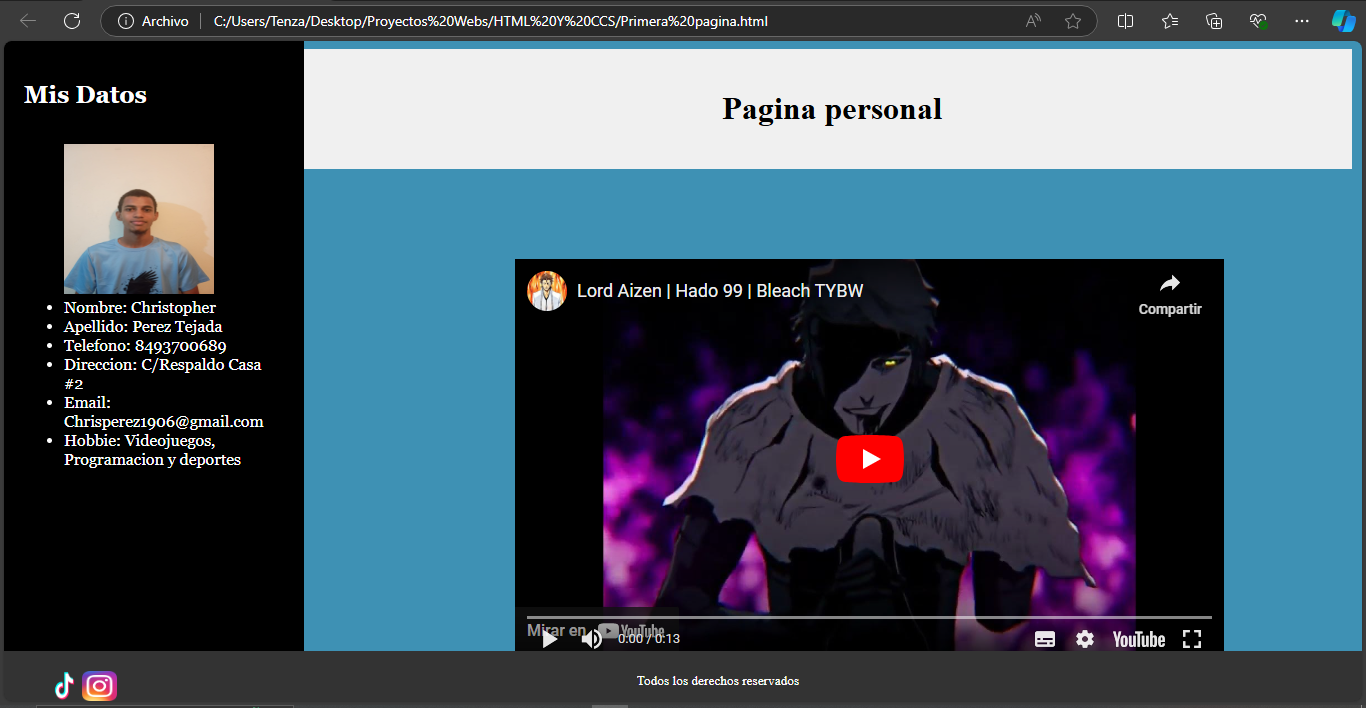 Archivo
C:/Users/Tenza/Desktop/Proyectos%20Webs/HTML%20Y%20CCS/Primera%20pagina.html
Mis Datos
Nombre: Christopher
Apellido: Perez Tejada
Telefono: 8493700689
Direccion: C/Respaldo Casa
#2
Email:
Chrisperez1906@gmail.com
Hobbie: Videojuegos,
Programacion y deportes
Pagina personal
Lord Aizen | Hado 99 | Bleach TYBW
Compartir
Mirar en YouTube
0:00 / 0:13
YouTube
Todos los derechos reservados